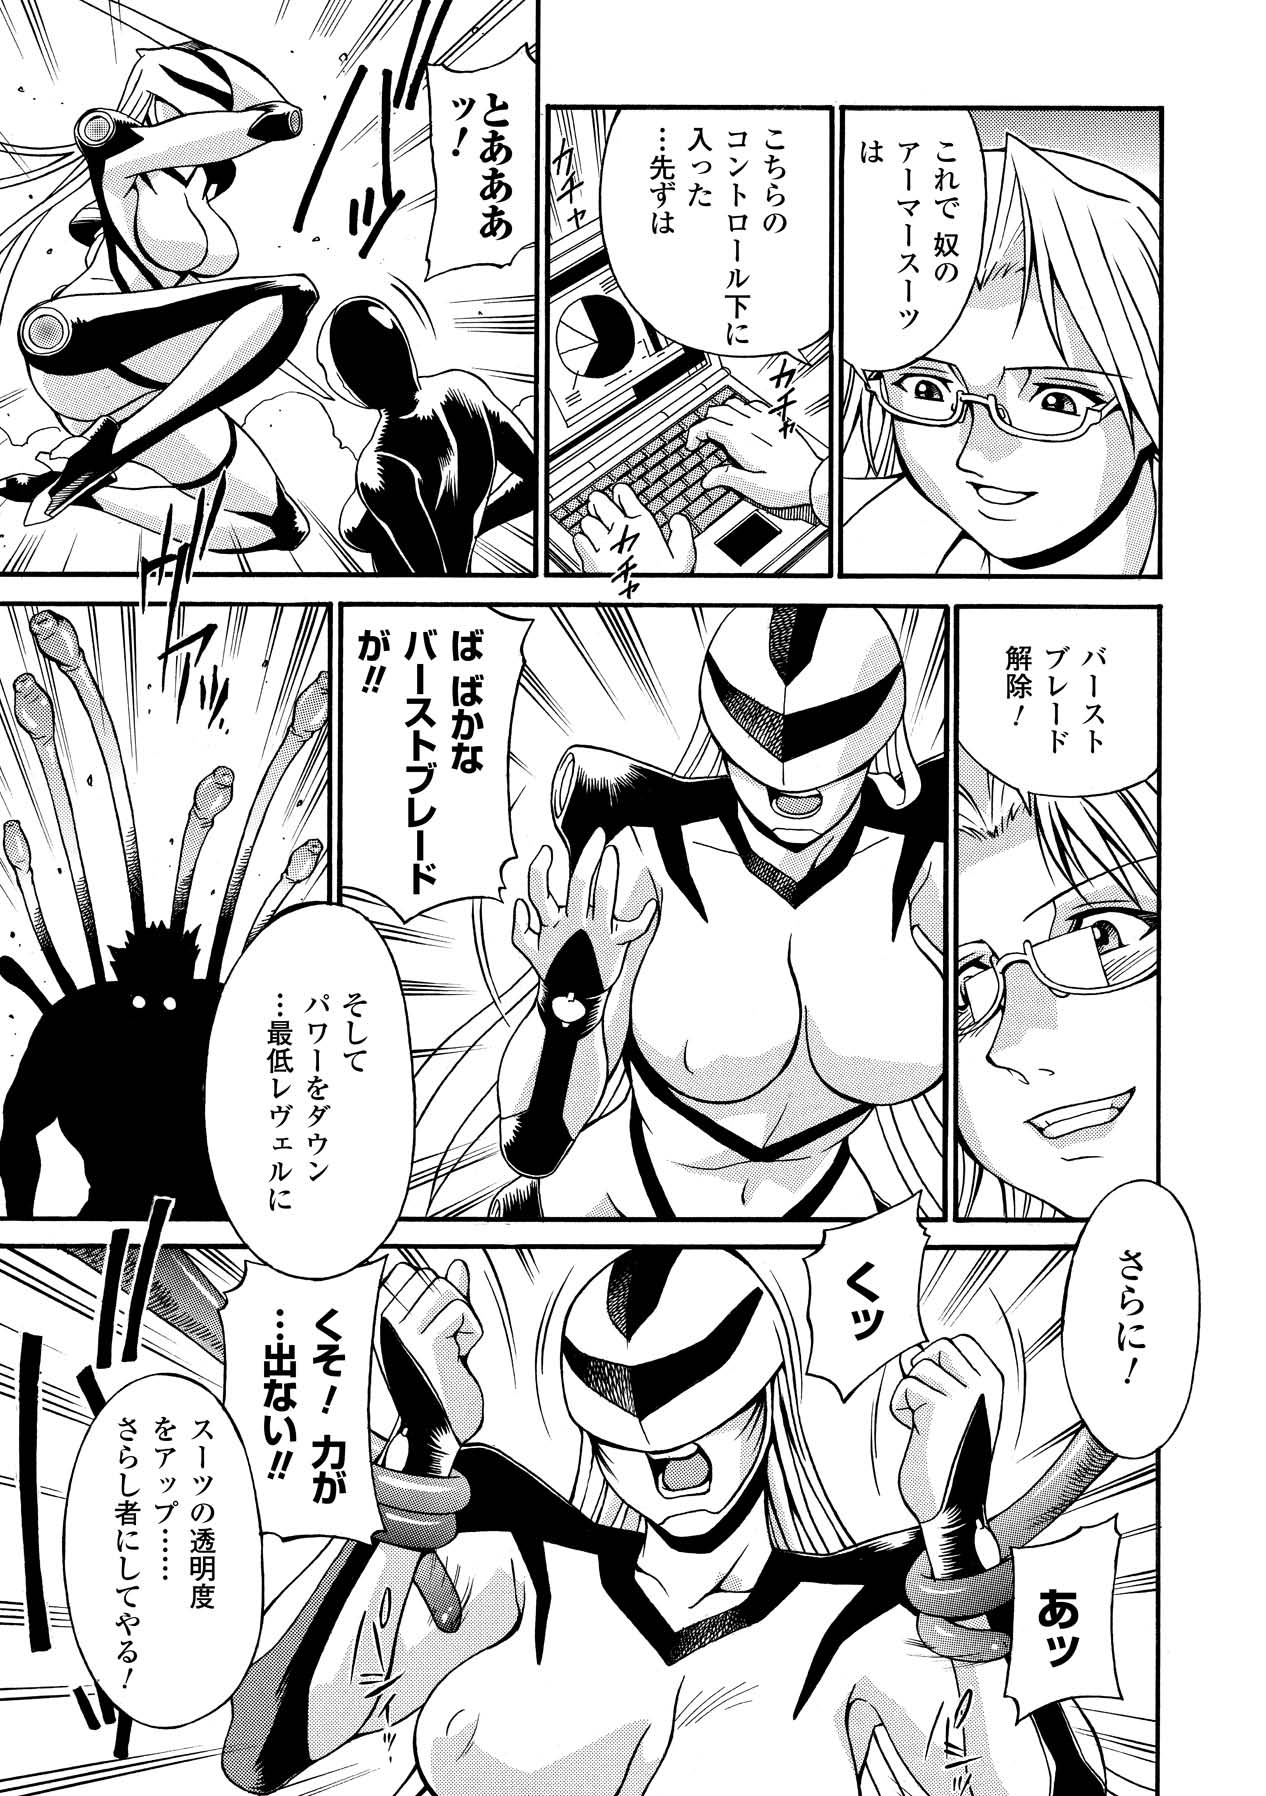 これで 奴の
アーマースーツ
は
こちらの
コントロール下に
入った
…先ずは
カチャ
カチャ
カチャ
カチャ
とあああ
ッ!
バースト
ブレード
解除!
ば ばかな
バーストブレード
が!!
そして
パワーをダウン
…最低レヴェルに
さらに!
くッ
あッ
くそ! 力が
…出ない!!
スーツの透明度
をアップ……
さらし者にしてやる!